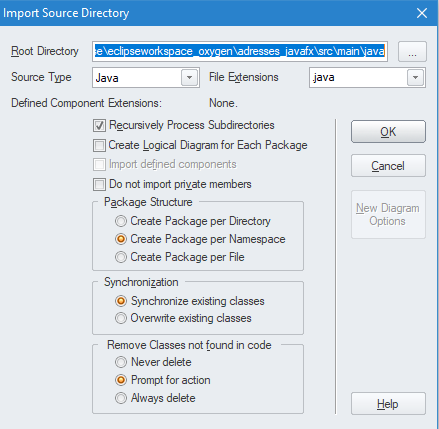 Import Source Directory
Root Directory se\eclipseworkspace_oxygen\adresses_javafx\src\main\java ...
Source Type Java File Extensions .java
Defined Component Extensions: None.
Recursively Process Subdirectories
Create Logical Diagram for Each Package
Import defined components
Do not import private members
Package Structure
Create Package per Directory
Create Package per Namespace
Create Package per File
Synchronization
Synchronize existing classes
Overwrite existing classes
Remove Classes not found in code
Never delete
Prompt for action
Always delete
OK
Cancel
New Diagram
Options
Help